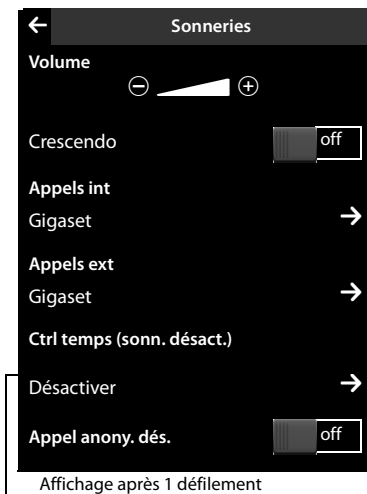 Sonneries
Volume
Crescendo off
Appels int
Gigaset
Appels ext
Gigaset
Ctrl temps (sonn. désact.)
Désactiver
Appel anony. dés. off
Affichage après 1 défilement